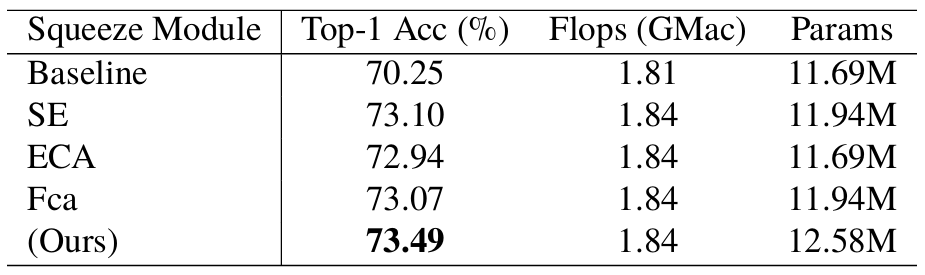 Squeeze Module Top-1 Acc (%) Flops (GMac) Params
Baseline 70.25 1.81 11.69M
SE 73.10 1.84 11.94M
ECA 72.94 1.84 11.69M
Fca 73.07 1.84 11.94M
(Ours) 73.49 1.84 12.58M